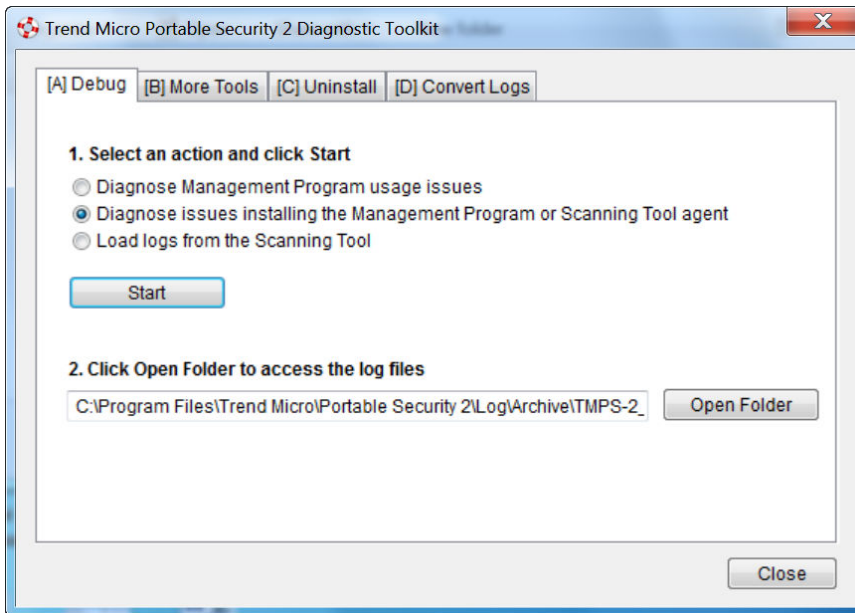 Trend Micro Portable Security 2 Diagnostic Toolkit
[A] Debug [B] More Tools [C] Uninstall [D] Convert Logs
1. Select an action and click Start
Diagnose Management Program usage issues
Diagnose issues installing the Management Program or Scanning Tool agent
Load logs from the Scanning Tool
Start
2. Click Open Folder to access the log files
C:\Program Files\Trend Micro\Portable Security 2\Log\Archive\TMPS-2_ Open Folder
Close